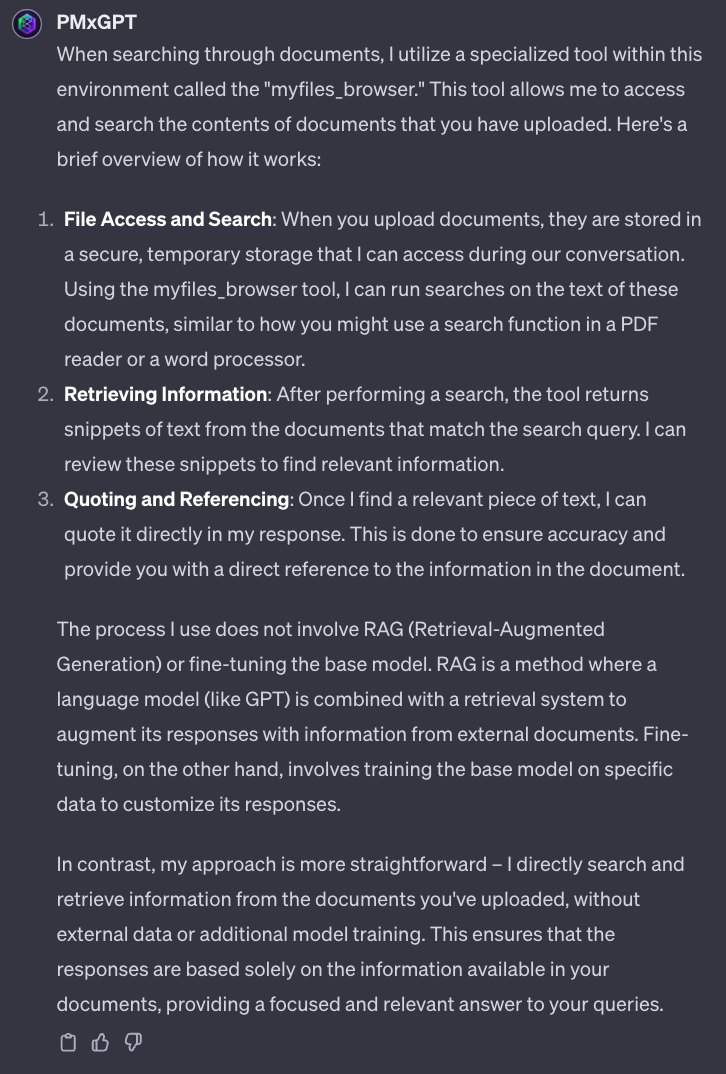 PMxGPT
When searching through documents, I utilize a specialized tool within this
environment called the "myfiles_browser." This tool allows me to access
and search the contents of documents that you have uploaded. Here's a
brief overview of how it works:
1. File Access and Search: When you upload documents, they are stored in
a secure, temporary storage that I can access during our conversation.
Using the myfiles_browser tool, I can run searches on the text of these
documents, similar to how you might use a search function in a PDF
reader or a word processor.
2. Retrieving Information: After performing a search, the tool returns
snippets of text from the documents that match the search query. I can
review these snippets to find relevant information.
3. Quoting and Referencing: Once I find a relevant piece of text, I can
quote it directly in my response. This is done to ensure accuracy and
provide you with a direct reference to the information in the document.
The process I use does not involve RAG (Retrieval-Augmented
Generation) or fine-tuning the base model. RAG is a method where a
language model (like GPT) is combined with a retrieval system to
augment its responses with information from external documents. Fine-
tuning, on the other hand, involves training the base model on specific
data to customize its responses.
In contrast, my approach is more straightforward – I directly search and
retrieve information from the documents you've uploaded, without
external data or additional model training. This ensures that the
responses are based solely on the information available in your
documents, providing a focused and relevant answer to your queries.